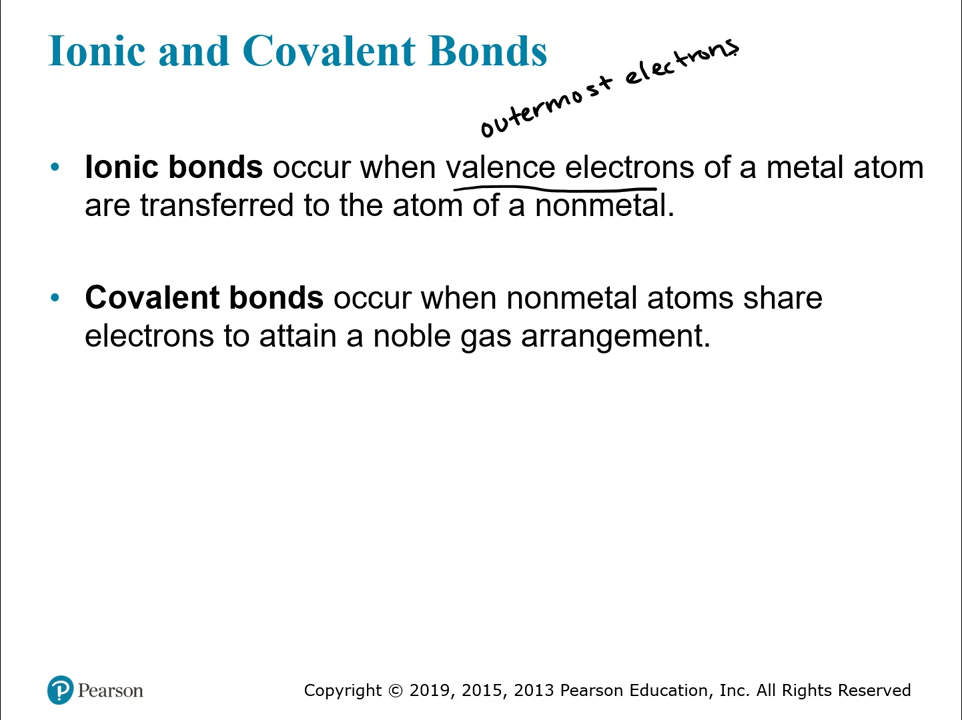 Ionic and Covalent Bonds
outermost electrons
• Ionic bonds occur when valence electrons of a metal atom
are transferred to the atom of a nonmetal.
• Covalent bonds occur when nonmetal atoms share
electrons to attain a noble gas arrangement.
Pearson
Copyright © 2019, 2015, 2013 Pearson Education, Inc. All Rights Reserved